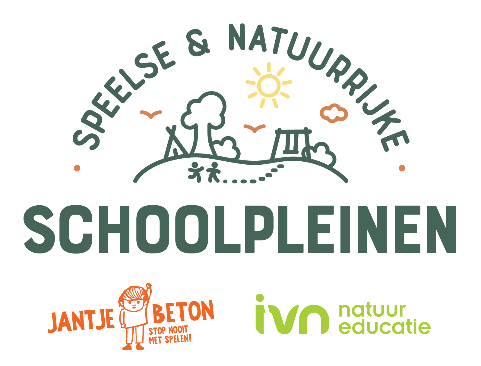 SPEELSE & NATUURRIJKE
SCHOOLPLEINEN
JANTJE BETON
STOP NOOIT
MET SPELEN!
ivn natuur
educatie